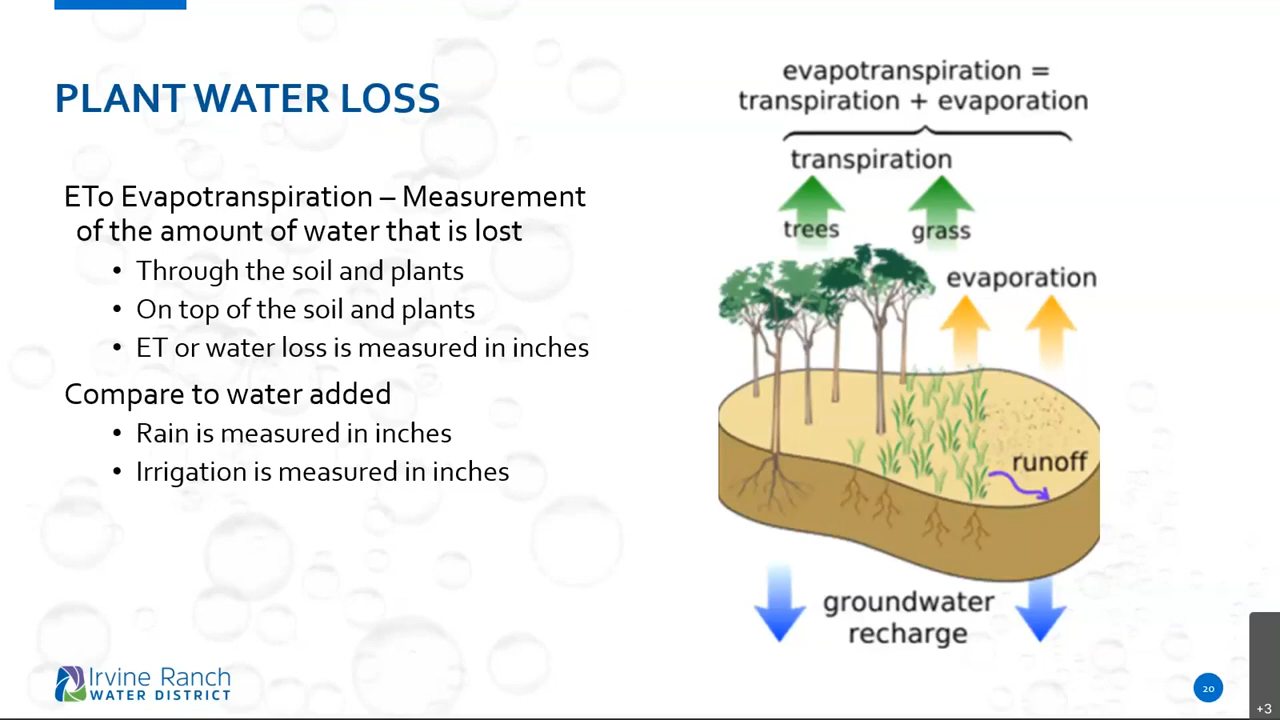 PLANT WATER LOSS
ETo Evapotranspiration – Measurement
of the amount of water that is lost
• Through the soil and plants
• On top of the soil and plants
• ET or water loss is measured in inches
Compare to water added
• Rain is measured in inches
• Irrigation is measured in inches
evapotranspiration =
transpiration + evaporation
transpiration
trees
grass
evaporation
runoff
groundwater
recharge
Irvine Ranch
WATER DISTRICT
20
+3